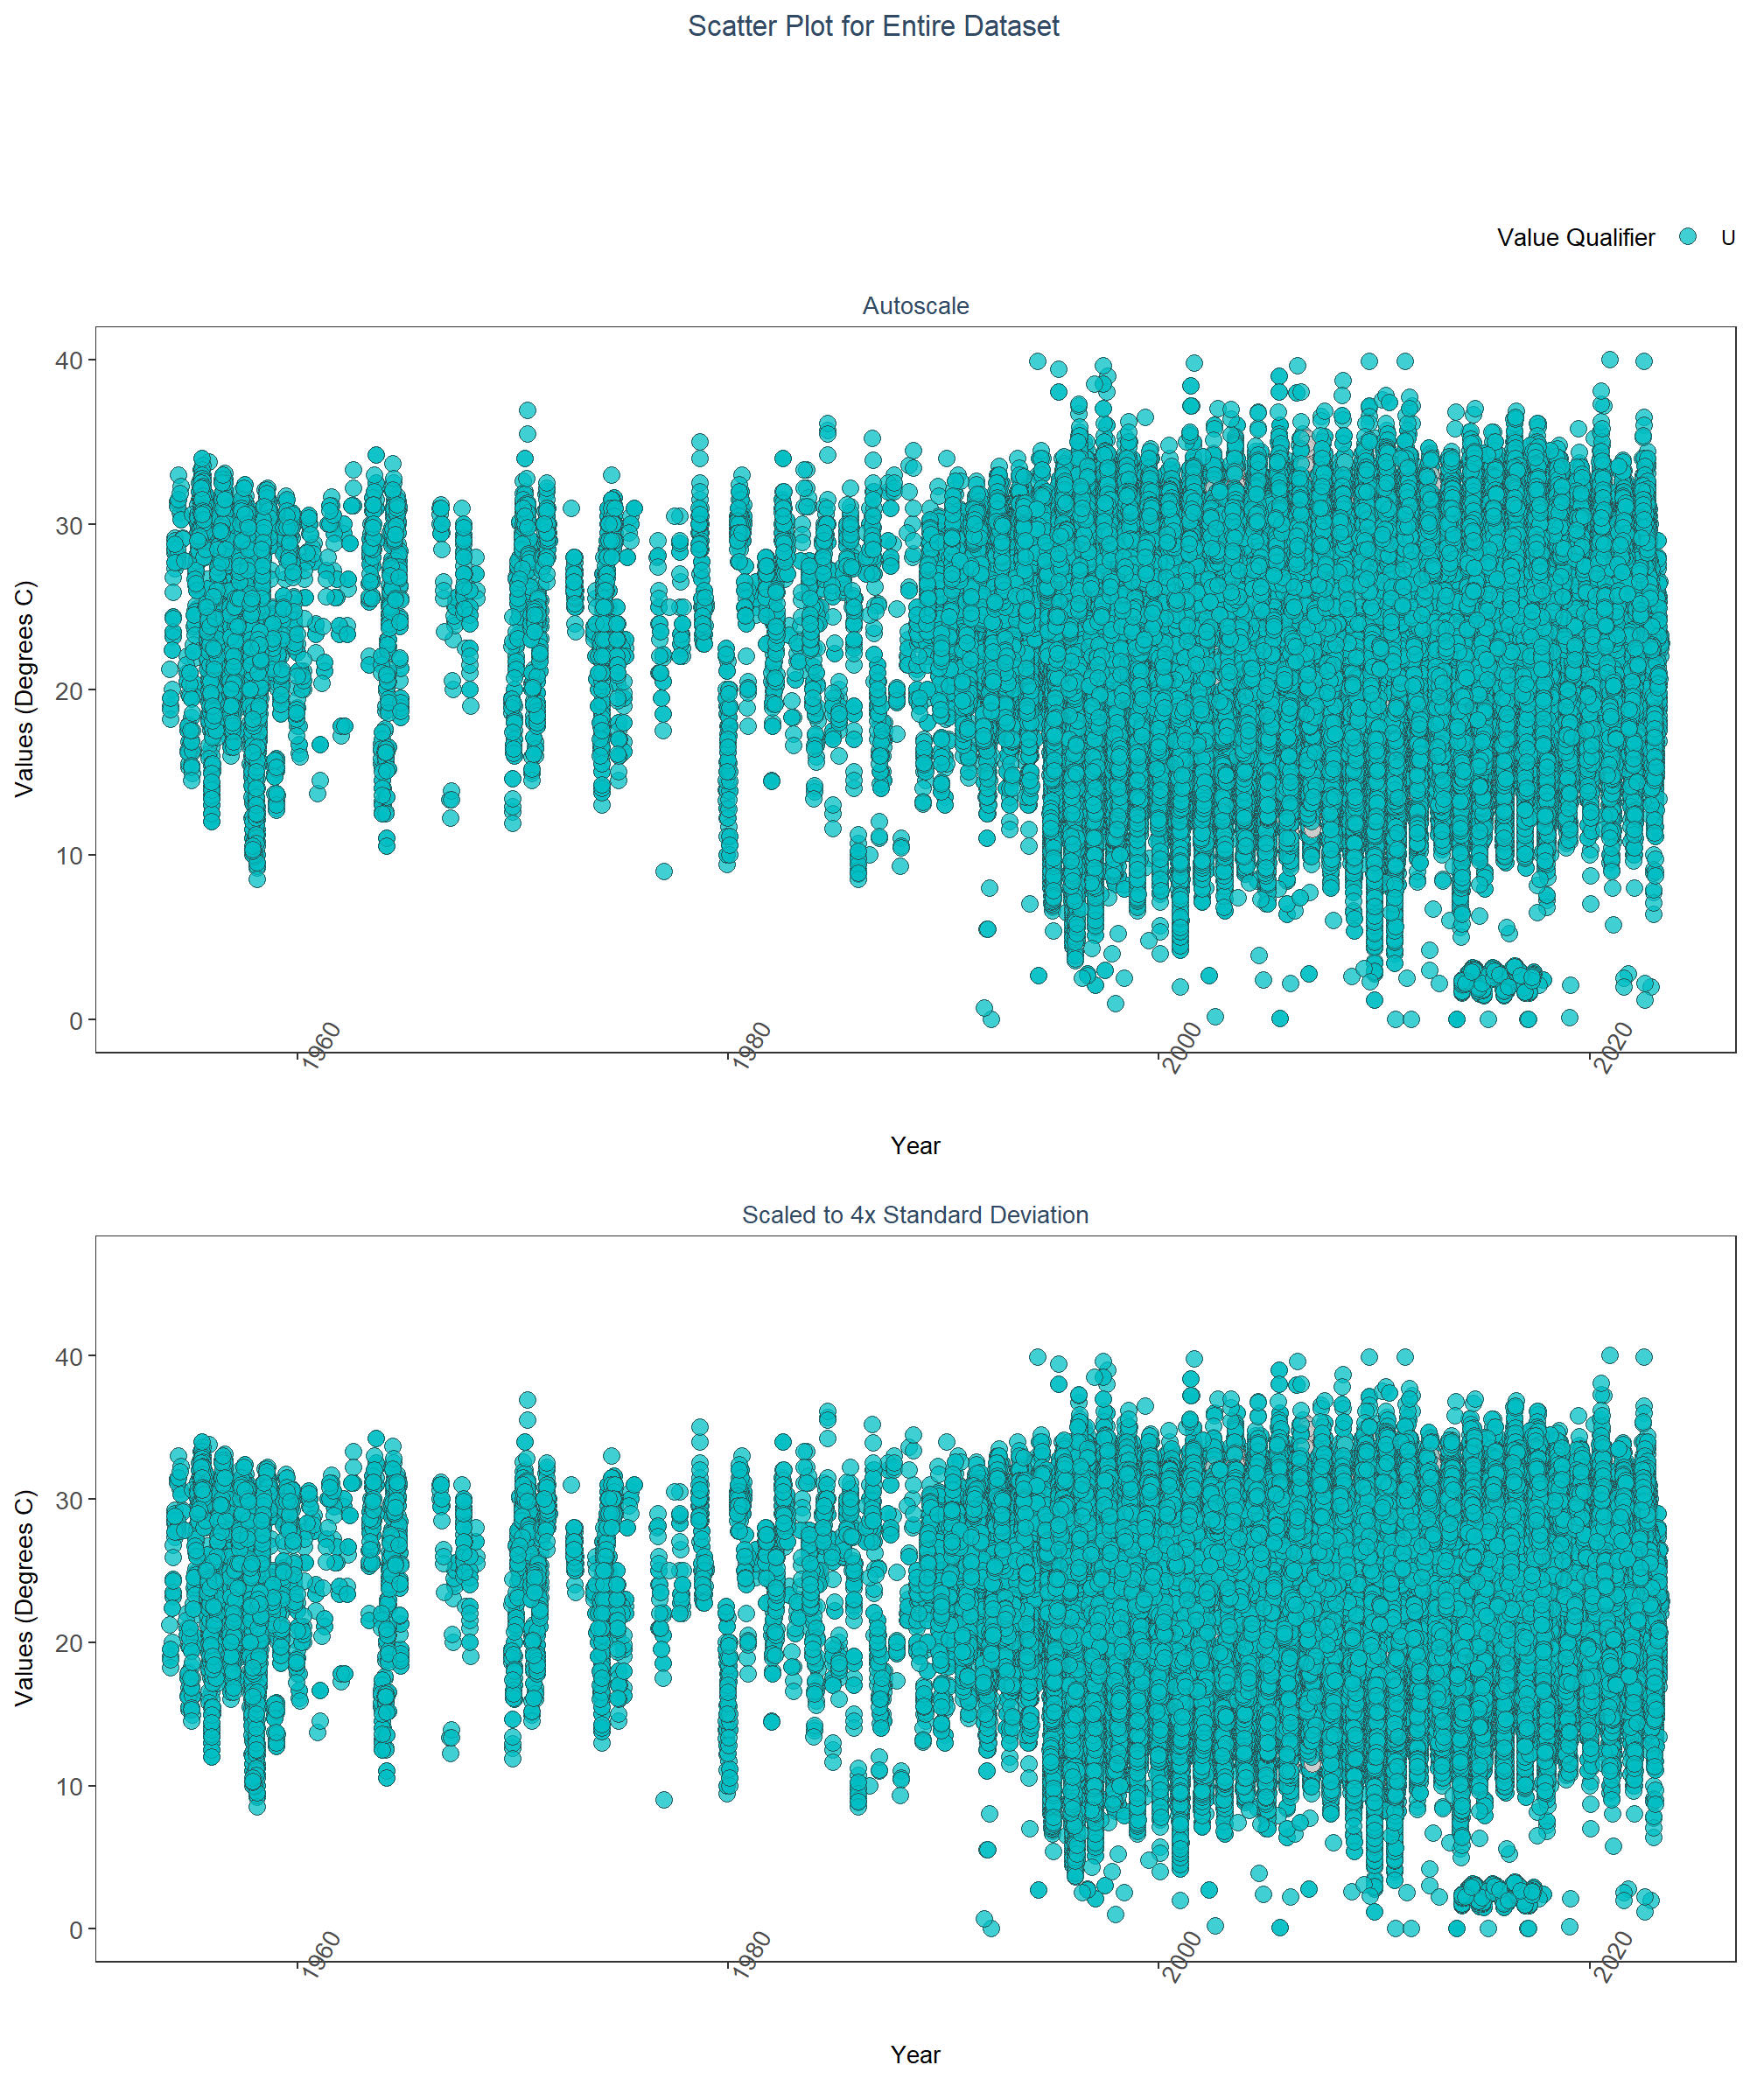 Scatter Plot for Entire Dataset
Value Qualifier U
Autoscale
40
30
20
10
0
Values (Degrees C)
1960
1980
2000
2020
Year
Scaled to 4x Standard Deviation
40
30
20
10
0
Values (Degrees C)
1960
1980
2000
2020
Year